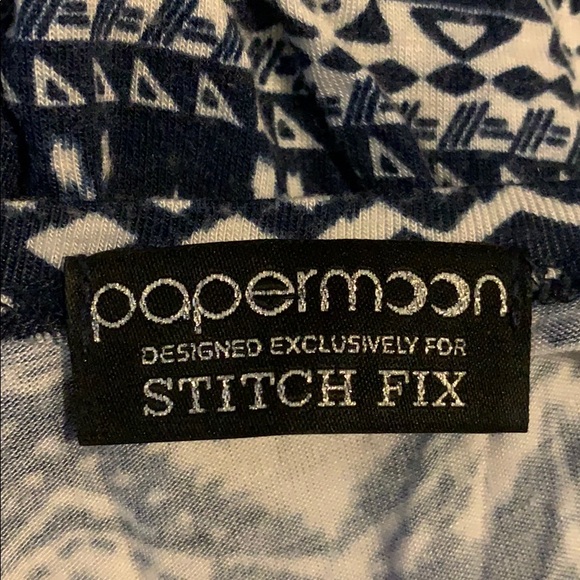 papermoon
DESIGNED EXCLUSIVELY FOR
STITCH FIX